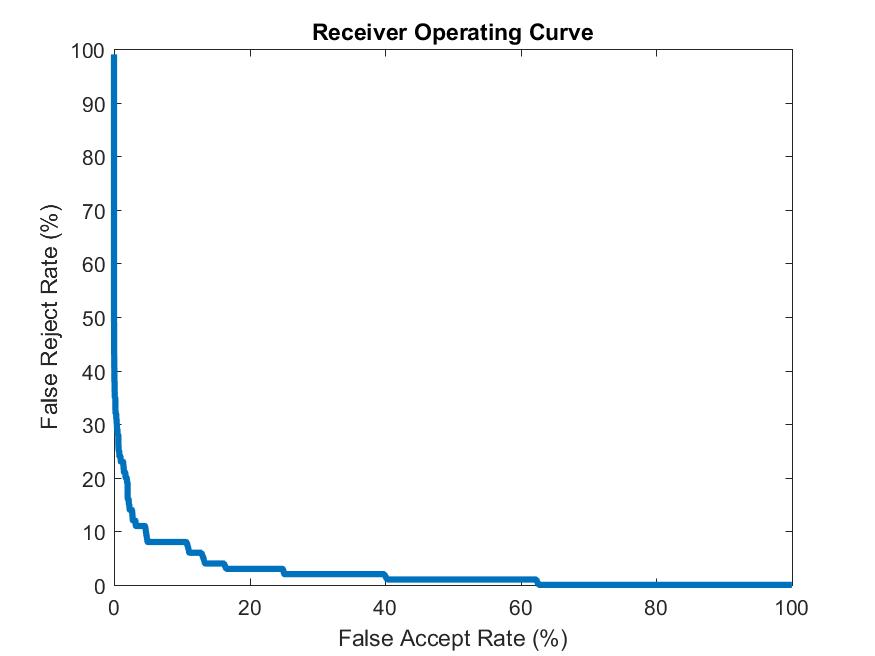 Receiver Operating Curve
100
90
80
70
60
50
40
30
20
10
0
False Reject Rate (%)
0 20 40 60 80 100
False Accept Rate (%)